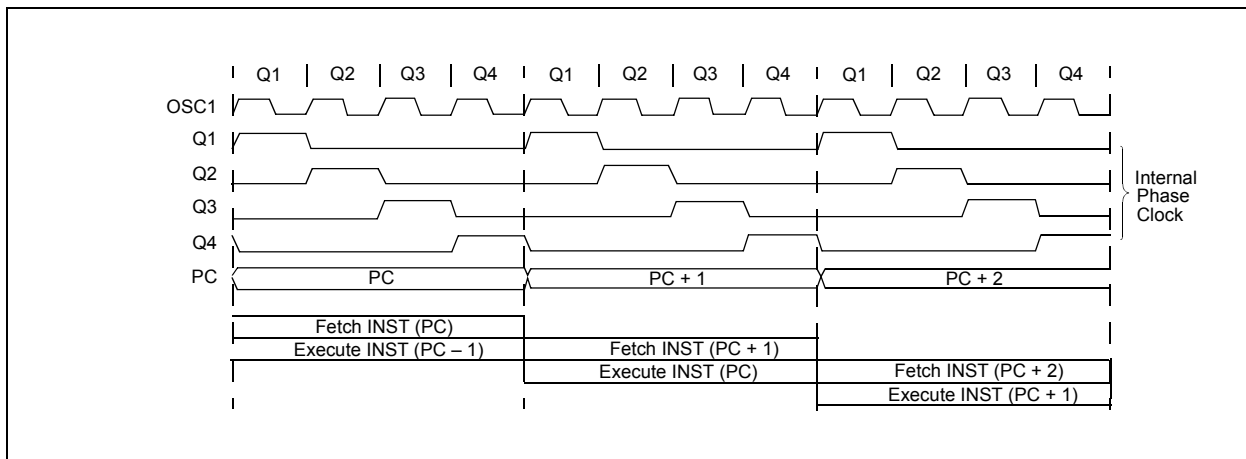 Q1 Q2 Q3 Q4 Q1 Q2 Q3 Q4 Q1 Q2 Q3 Q4
OSC1
Q1
Q2
Q3
Q4
Internal
Phase
Clock
PC PC PC + 1 PC + 2
Fetch INST (PC)
Execute INST (PC – 1) Fetch INST (PC + 1)
Execute INST (PC) Fetch INST (PC + 2)
Execute INST (PC + 1)